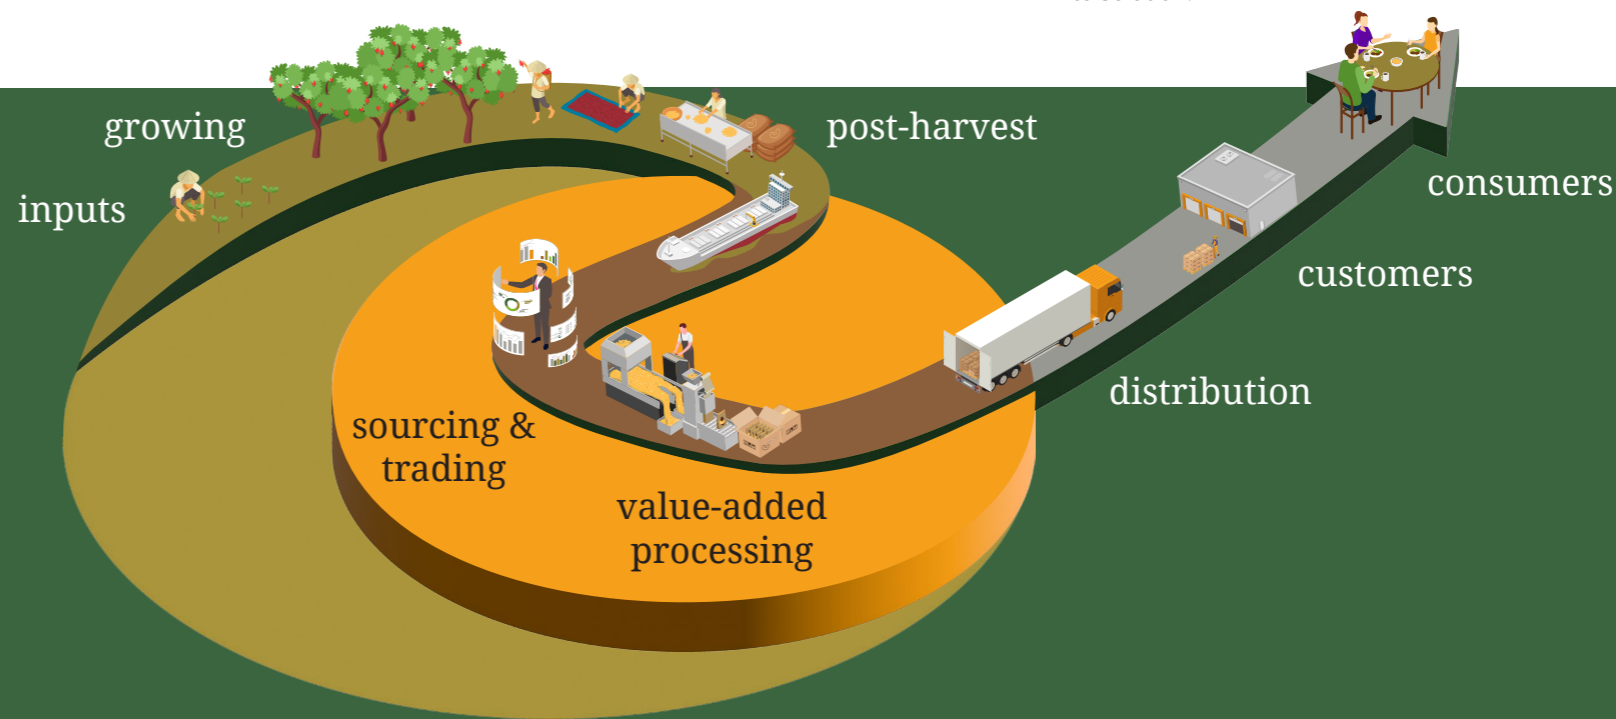 growing
inputs
post-harvest
consumers
customers
distribution
sourcing &
trading
value-added
processing